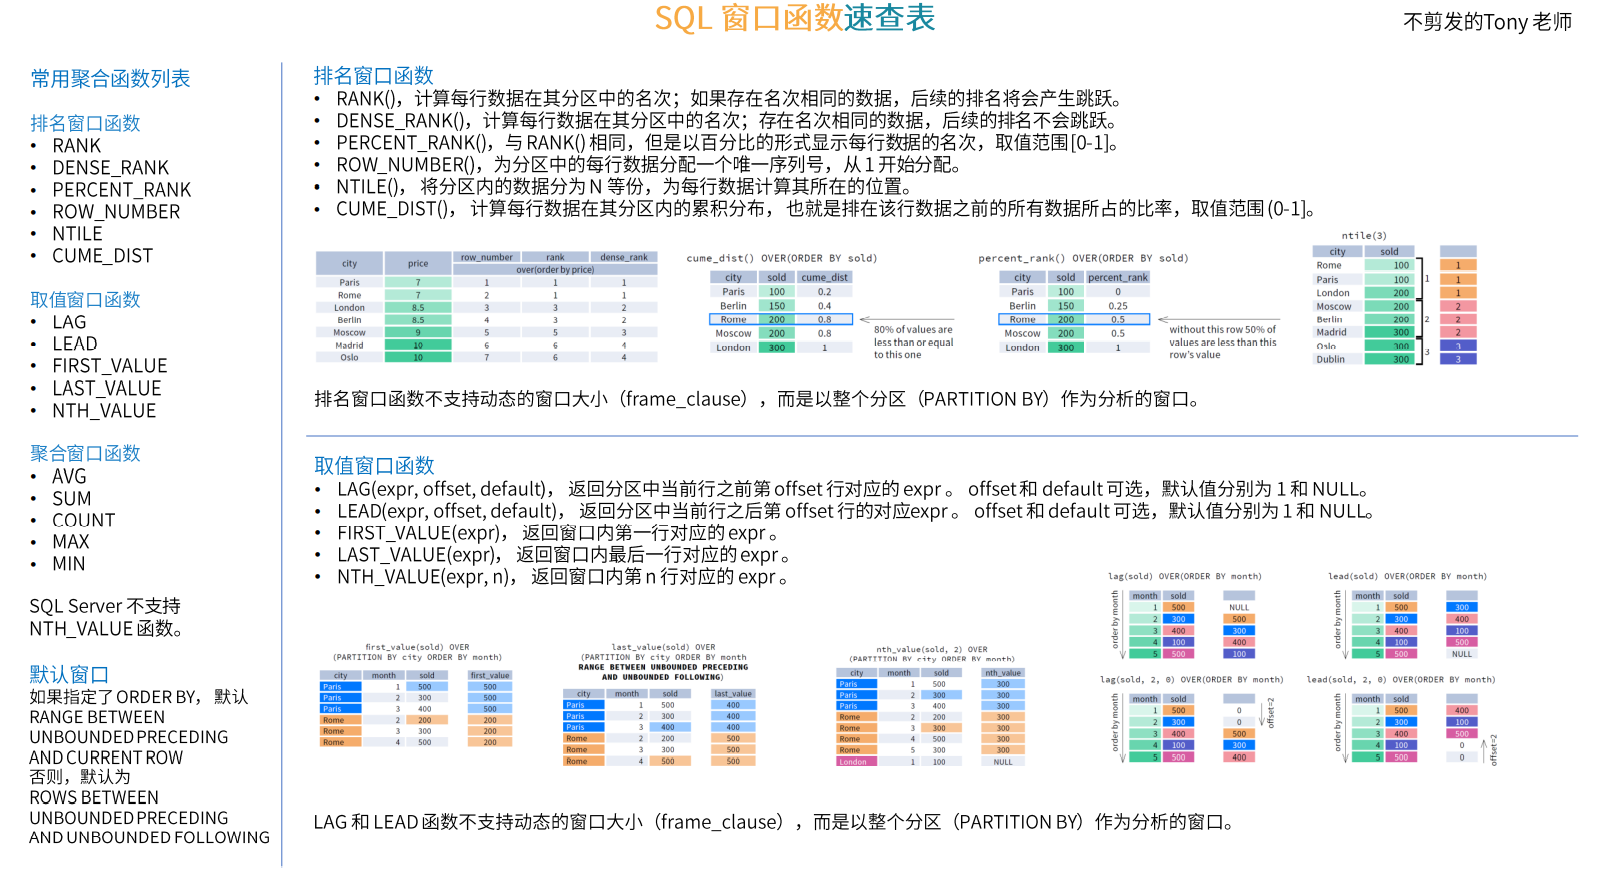 SQL 窗口函数速查表
不剪发的Tony 老师
常用聚合函数列表
排名窗口函数
• RANK
• DENSE_RANK
• PERCENT_RANK
• ROW_NUMBER
• NTILE
• CUME_DIST
取值窗口函数
• LAG
• LEAD
• FIRST_VALUE
• LAST_VALUE
• NTH_VALUE
聚合窗口函数
• AVG
• SUM
• COUNT
• MAX
• MIN
SQL Server 不支持
NTH_VALUE 函数。
默认窗口
如果指定了 ORDER BY， 默认
RANGE BETWEEN
UNBOUNDED PRECEDING
AND CURRENT ROW
否则，默认为
ROWS BETWEEN
UNBOUNDED PRECEDING
AND UNBOUNDED FOLLOWING
排名窗口函数
• RANK()，计算每行数据在其分区中的名次；如果存在名次相同的数据，后续的排名将会产生跳跃。
• DENSE_RANK()，计算每行数据在其分区中的名次；存在名次相同的数据，后续的排名不会跳跃。
• PERCENT_RANK()，与 RANK() 相同，但是以百分比的形式显示每行数据的名次，取值范围 [0-1]。
• ROW_NUMBER()，为分区中的每行数据分配一个唯一序列号，从 1 开始分配。
• NTILE()， 将分区内的数据分为 N 等份，为每行数据计算其所在的位置。
• CUME_DIST()， 计算每行数据在其分区内的累积分布， 也就是排在该行数据之前的所有数据所占的比率，取值范围 (0-1]。
city price row_number rank dense_rank
over(order by price)
Paris 7 1 1 1
Rome 7 2 1 1
London 8.5 3 3 2
Berlin 8.5 4 3 2
Moscow 9 5 5 3
Madrid 10 6 6 4
Oslo 10 7 6 4
cume_dist() OVER(ORDER BY sold)
city sold cume_dist
Paris 100 0.2
Berlin 150 0.4
Rome 200 0.8
Moscow 200 0.8
London 300 1
80% of values are
less than or equal
to this one
percent_rank() OVER(ORDER BY sold)
city sold percent_rank
Paris 100 0
Berlin 150 0.25
Rome 200 0.5
Moscow 200 0.5
London 300 1
without this row 50% of
values are less than this
row's value
ntile(3)
city sold
Rome 100 1
Paris 100 1 1
London 200 1
Moscow 200 2
Berlin 200 2 2
Madrid 300 2
Oslo 300 3 3
Dublin 300 3
排名窗口函数不支持动态的窗口大小（frame_clause），而是以整个分区（PARTITION BY）作为分析的窗口。
取值窗口函数
• LAG(expr, offset, default)， 返回分区中当前行之前第 offset 行对应的 expr 。 offset 和 default 可选，默认值分别为 1 和 NULL。
• LEAD(expr, offset, default)， 返回分区中当前行之后第 offset 行的对应expr 。 offset 和 default 可选，默认值分别为 1 和 NULL。
• FIRST_VALUE(expr)， 返回窗口内第一行对应的 expr 。
• LAST_VALUE(expr)， 返回窗口内最后一行对应的 expr 。
• NTH_VALUE(expr, n)， 返回窗口内第 n 行对应的 expr 。
first_value(sold) OVER
(PARTITION BY city ORDER BY month)
city month sold first_value
Paris 1 500 500
Paris 2 300 500
Paris 3 400 500
Rome 2 200 200
Rome 3 300 200
Rome 4 500 200
last_value(sold) OVER
(PARTITION BY city ORDER BY month
RANGE BETWEEN UNBOUNDED PRECEDING
AND UNBOUNDED FOLLOWING)
city month sold last_value
Paris 1 500 400
Paris 2 300 400
Paris 3 400 400
Rome 2 200 500
Rome 3 300 500
Rome 4 500 500
nth_value(sold, 2) OVER
(PARTITION BY city ORDER BY month)
city month sold nth_value
Paris 1 500 300
Paris 2 300 300
Paris 3 400 300
Rome 2 200 300
Rome 3 300 300
Rome 4 500 300
Rome 5 300 300
London 1 100 NULL
lag(sold) OVER(ORDER BY month)
order by month
month sold
1 500 NULL
2 300 500
3 400 300
4 100 400
5 500 100
lead(sold) OVER(ORDER BY month)
order by month
month sold
1 500 300
2 300 400
3 400 100
4 100 500
5 500 NULL
lag(sold, 2, 0) OVER(ORDER BY month)
order by month
month sold
1 500 0
2 300 0
3 400 500
4 100 300
5 500 400
offset=2
lead(sold, 2, 0) OVER(ORDER BY month)
order by month
month sold
1 500 400
2 300 100
3 400 500
4 100 0
5 500 0
offset=2
LAG 和 LEAD 函数不支持动态的窗口大小（frame_clause），而是以整个分区（PARTITION BY）作为分析的窗口。